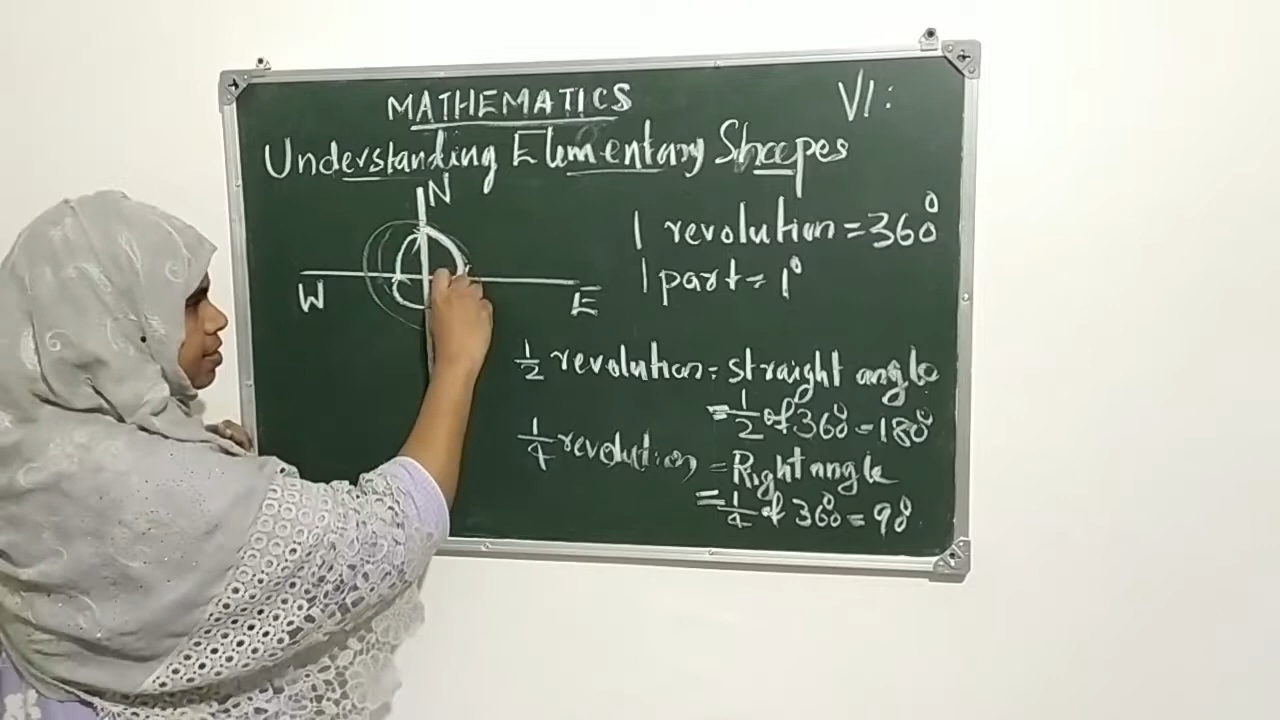 MATHEMATICS
VI:
Understanding Elementary Shapes
N
W
E
1 revolution = 360°
1 part = 1°
1/2 revolution = straight angle
= 1/2 of 360° = 180°
1/4 revolution = Right angle
= 1/4 of 360° = 90°